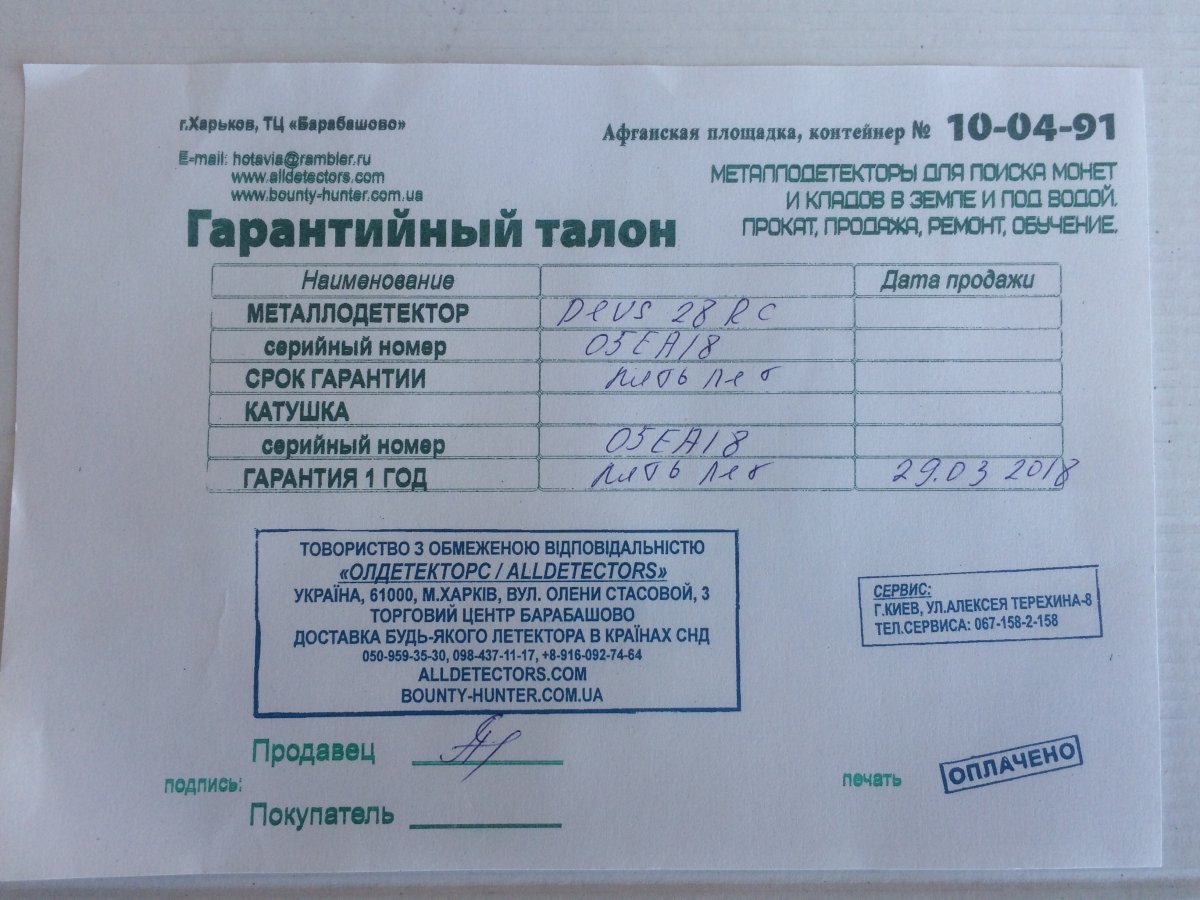 г.Харьков, ТЦ «Барабашово»
Афганская площадка, контейнер № 10-04-91
E-mail: hotavia@rambler.ru
www.alldetectors.com
www.bounty-hunter.com.ua
МЕТАЛЛОДЕТЕКТОРЫ ДЛЯ ПОИСКА МОНЕТ
И КЛАДОВ В ЗЕМЛЕ И ПОД ВОДОЙ.
ПРОКАТ, ПРОДАЖА, РЕМОНТ, ОБУЧЕНИЕ.
Гарантийный талон
Наименование Дата продажи
МЕТАЛЛОДЕТЕКТОР Deus 28 RC
серийный номер 05EA18
СРОК ГАРАНТИИ пять лет
КАТУШКА
серийный номер 05EA18
ГАРАНТИЯ 1 ГОД пять лет 29.03 2018
ТОВОРИСТВО З ОБМЕЖЕНОЮ ВІДПОВІДАЛЬНІСТЮ
«ОЛДЕТЕКТОРС / ALLDETECTORS»
УКРАЇНА, 61000, М.ХАРКІВ, ВУЛ. ОЛЕНИ СТАСОВОЙ, 3
ТОРГОВИЙ ЦЕНТР БАРАБАШОВО
ДОСТАВКА БУДЬ-ЯКОГО ЛЕТЕКТОРА В КРАЇНАХ СНД
050-959-35-30, 098-437-11-17, +8-916-092-74-64
ALLDETECTORS.COM
BOUNTY-HUNTER.COM.UA
СЕРВИС:
Г.КИЕВ, УЛ.АЛЕКСЕЯ ТЕРЕХИНА-8
ТЕЛ.СЕРВИСА: 067-158-2-158
Продавец
подпись:
Покупатель
печать
ОПЛАЧЕНО